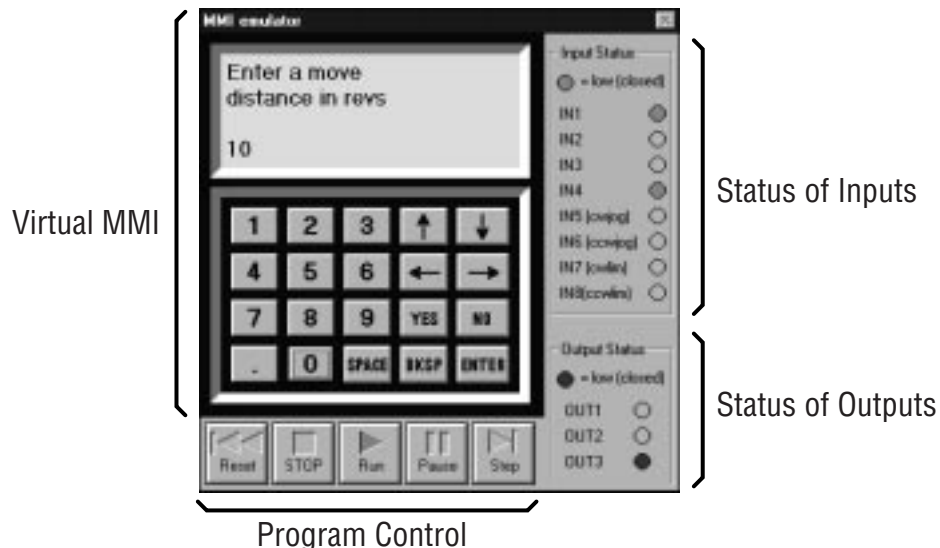 MMI emulator
Enter a move
distance in revs
10
1 2 3
4 5 6
7 8 9 YES NO
. 0 SPACE BKSP ENTER
Reset STOP Run Pause Step
Input Status
= low (closed)
IN1
IN2
IN3
IN4
IN5 (cwjog)
IN6 (ccwjog)
IN7 (cwlim)
IN8(ccwlim)
Output Status
= low (closed)
OUT1
OUT2
OUT3
Virtual MMI
Status of Inputs
Status of Outputs
Program Control